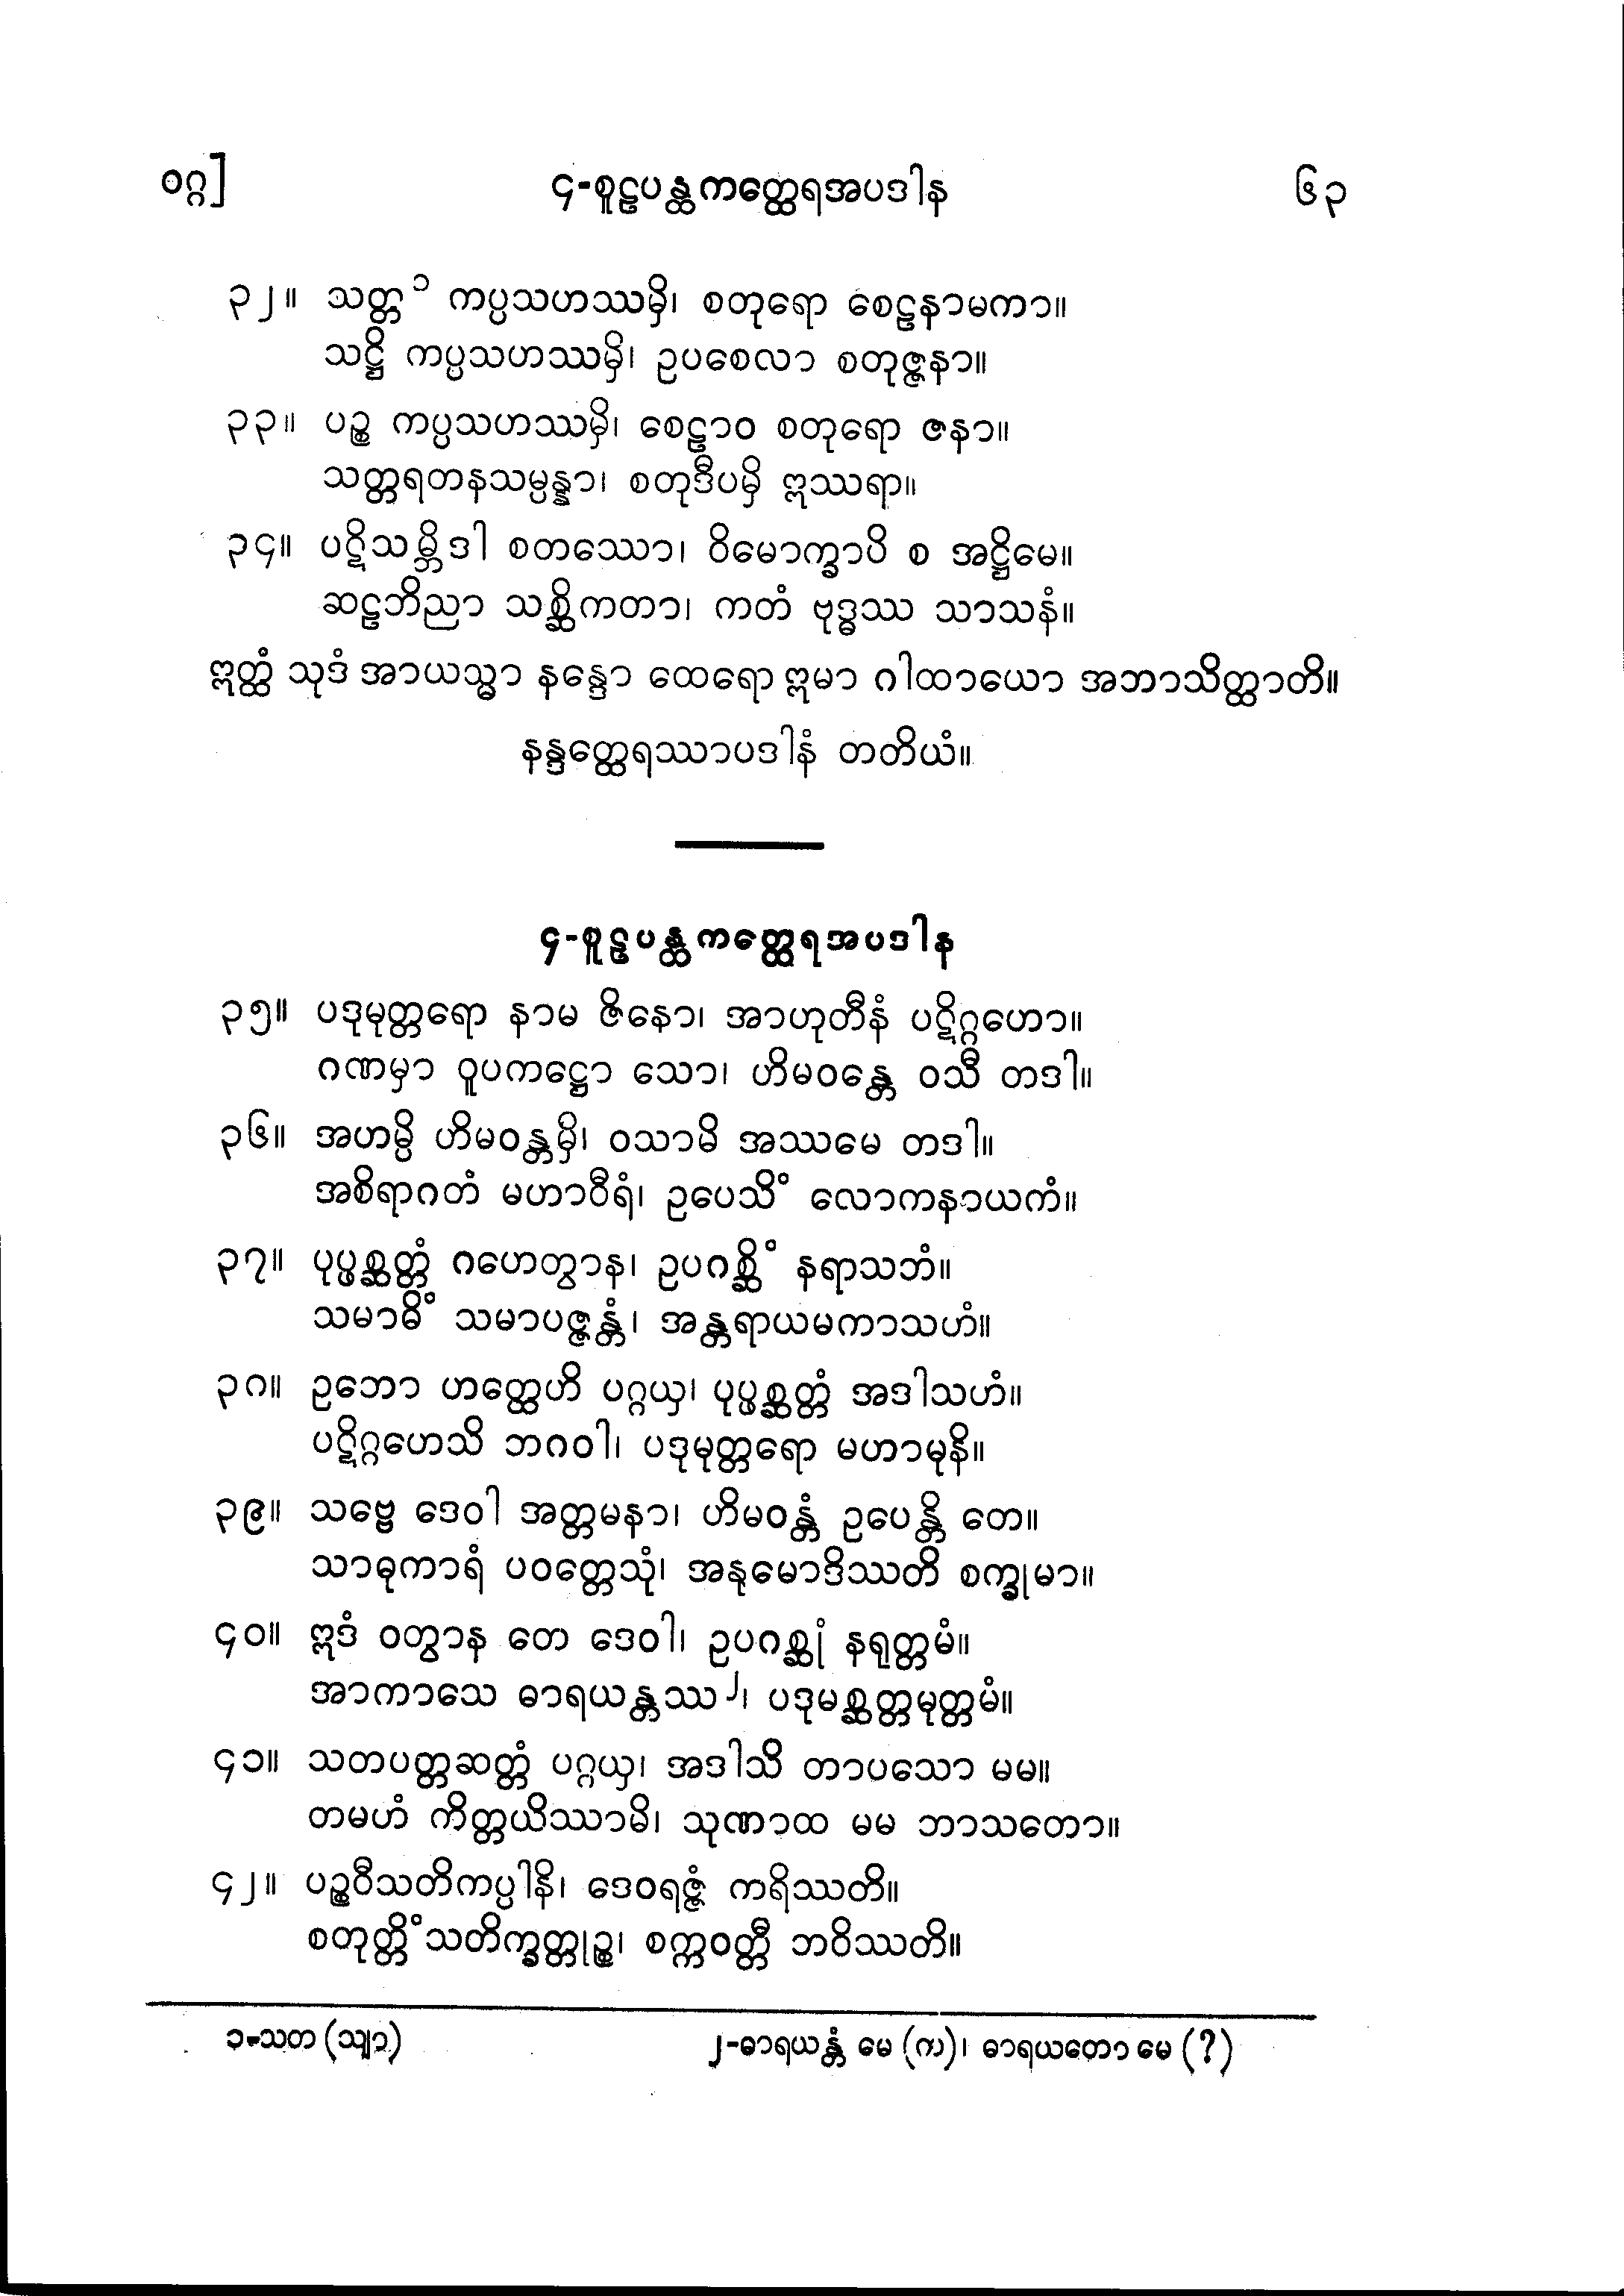 ဝဂ္ဂ]
၄-စူဠပန္ထကတ္ထေရအပဒါန
၆၃
၃၂။ သတ္တ ၁ ကပ္ပသဟဿမှိ၊ စတုရော စေဠနာမကာ။
သဋ္ဌိ ကပ္ပသဟဿမှိ၊ ဥပစေလာ စတုဇ္ဇနာ။
၃၃။ ပဉ္စ ကပ္ပသဟဿမှိ၊ စေဠာဝ စတုရော ဇနာ။
သတ္တရတနသမ္ပန္နာ၊ စတုဒီပမှိ ဣဿရာ။
၃၄။ ပဋိသမ္ဘိဒါ စတဿော၊ ဝိမောက္ခာပိ စ အဋ္ဌိမေ။
ဆဠဘိညာ သစ္ဆိကတာ၊ ကတံ ဗုဒ္ဓဿ သာသနံ။
ဣတ္ထံ သုဒံ အာယသ္မာ နန္ဒော ထေရော ဣမာ ဂါထာယော အဘာသိတ္ထာတိ။
နန္ဒတ္ထေရဿာပဒါနံ တတိယံ။
၄-စူဠပန္ထကတ္ထေရအပဒါန
၃၅။ ပဒုမုတ္တရော နာမ ဇိနော၊ အာဟုတီနံ ပဋိဂ္ဂဟော။
ဂဏမှာ ဝူပကဋ္ဌော သော၊ ဟိမဝန္တေ ဝသီ တဒါ။
၃၆။ အဟမ္ပိ ဟိမဝန္တမှိ၊ ဝသာမိ အဿမေ တဒါ။
အစိရာဂတံ မဟာဝီရံ၊ ဥပေသိံ လောကနာယကံ။
၃၇။ ပုပ္ဖစ္ဆတ္တံ ဂဟေတွာန၊ ဥပဂစ္ဆိံ နရာသဘံ။
သမာဓိံ သမာပဇ္ဇန္တံ၊ အန္တရာယမကာသဟံ။
၃၈။ ဥဘော ဟတ္ထေဟိ ပဂ္ဂယှ၊ ပုပ္ဖစ္ဆတ္တံ အဒါသဟံ။
ပဋိဂ္ဂဟေသိ ဘဂဝါ၊ ပဒုမုတ္တရော မဟာမုနိ။
၃၉။ သဗ္ဗေ ဒေဝါ အတ္တမနာ၊ ဟိမဝန္တံ ဥပေန္တိ တေ။
သာဓုကာရံ ပဝတ္တေသုံ၊ အနုမောဒိဿတိ စက္ခုမာ။
၄၀။ ဣဒံ ဝတွာန တေ ဒေဝါ၊ ဥပဂစ္ဆုံ နရုတ္တမံ။
အာကာသေ ဓာရယန္တဿ ၂၊ ပဒုမစ္ဆတ္တမုတ္တမံ။
၄၁။ သတပတ္တဆတ္တံ ပဂ္ဂယှ၊ အဒါသိ တာပသော မမ။
တမဟံ ကိတ္တယိဿာမိ၊ သုဏာထ မမ ဘာသတော။
၄၂။ ပဉ္စဝီသတိကပ္ပါနိ၊ ဒေဝရဇ္ဇံ ကရိဿတိ။
စတုတ္တိံသတိက္ခတ္တုဉ္စ၊ စက္ကဝတ္တီ ဘဝိဿတိ။
၁-သတ (သျာ)
၂-ဓာရယန္တံ မေ (က)၊ ဓာရယတော မေ (?)